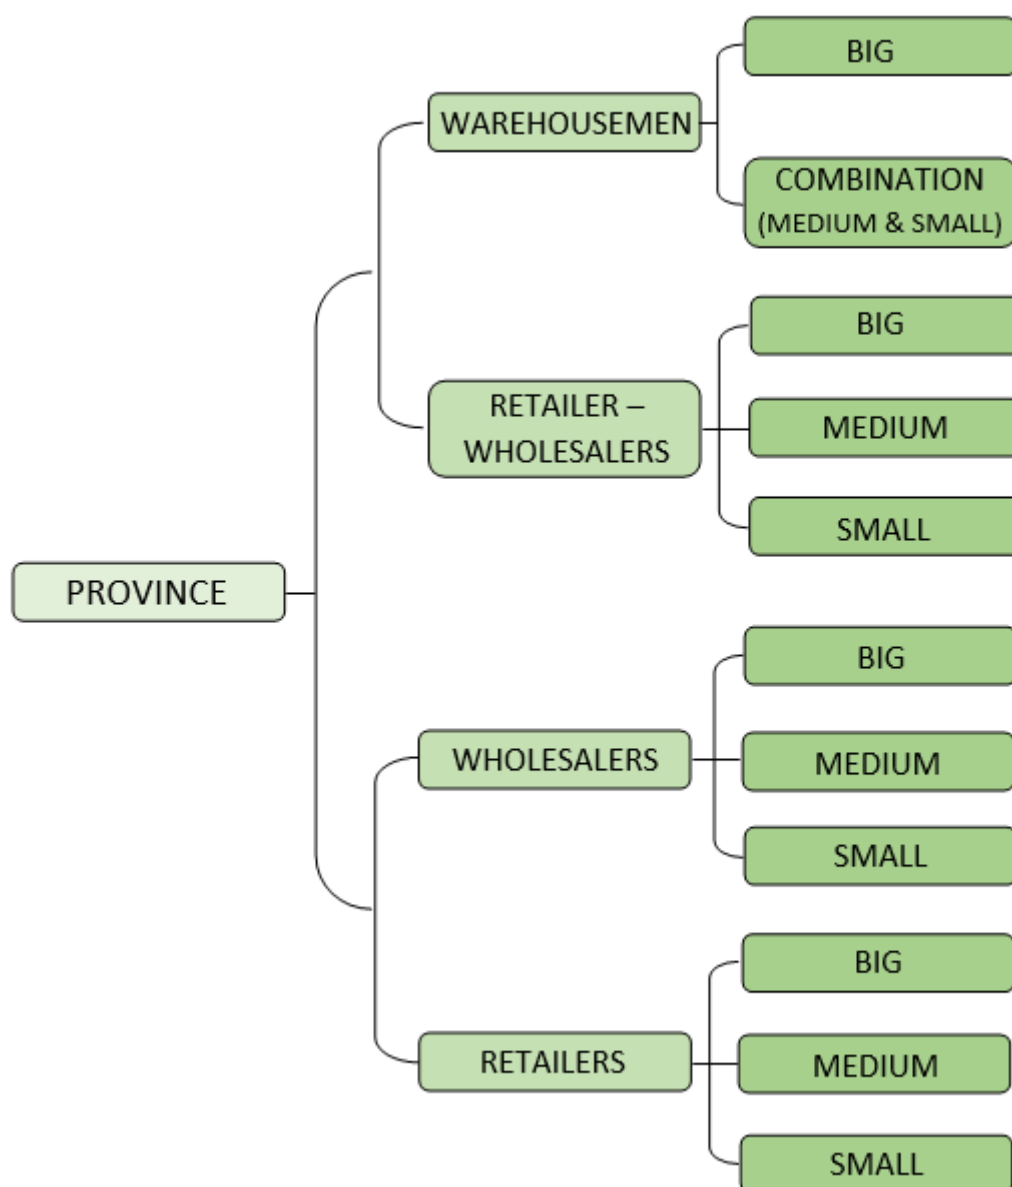 BIG
WAREHOUSEMEN
COMBINATION
(MEDIUM & SMALL)
BIG
RETAILER –
WHOLESALERS
MEDIUM
SMALL
PROVINCE
BIG
WHOLESALERS
MEDIUM
SMALL
BIG
RETAILERS
MEDIUM
SMALL